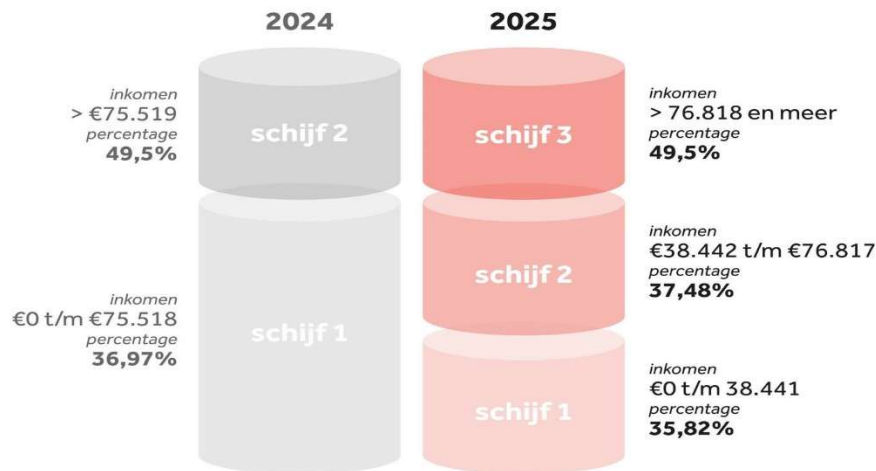 2024
inkomen
> €75.519
percentage
49,5%
schijf 2
inkomen
€0 t/m €75.518
percentage
36,97%
schijf 1
2025
schijf 3
inkomen
> 76.818 en meer
percentage
49,5%
schijf 2
inkomen
€38.442 t/m €76.817
percentage
37,48%
schijf 1
inkomen
€0 t/m 38.441
percentage
35,82%